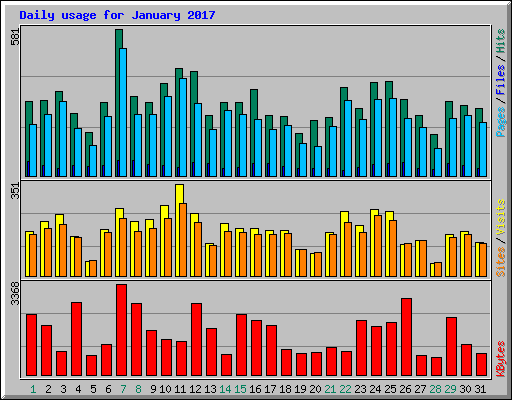 Daily usage for January 2017
581
Pages / Files / Hits
351
Sites / Visits
3368
KBytes
1 2 3 4 5 6 7 8 9 10 11 12 13 14 15 16 17 18 19 20 21 22 23 24 25 26 27 28 29 30 31